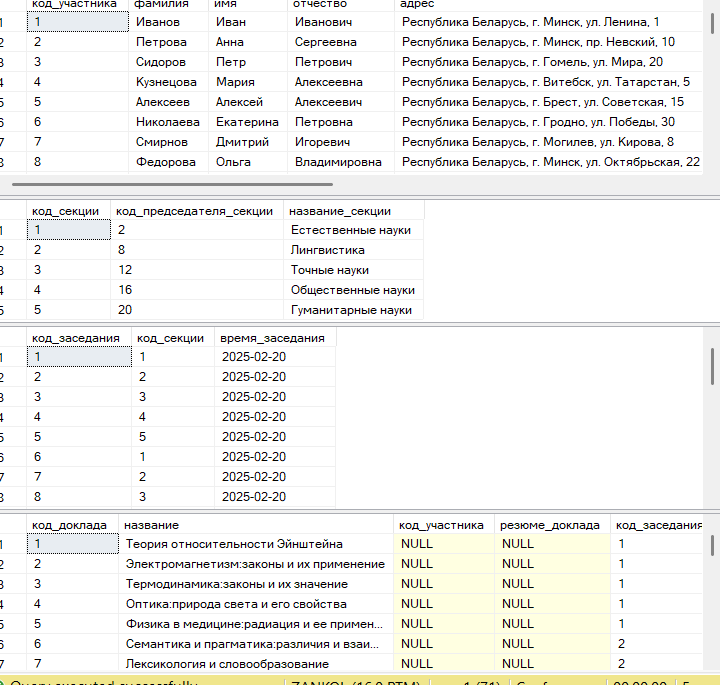 код_участника фамилия имя отчество адрес
1 1 Иванов Иван Иванович Республика Беларусь, г. Минск, ул. Ленина, 1
2 2 Петрова Анна Сергеевна Республика Беларусь, г. Минск, пр. Невский, 10
3 3 Сидоров Петр Петрович Республика Беларусь, г. Гомель, ул. Мира, 20
4 4 Кузнецова Мария Алексеевна Республика Беларусь, г. Витебск, ул. Татарстан, 5
5 5 Алексеев Алексей Алексеевич Республика Беларусь, г. Брест, ул. Советская, 15
6 6 Николаева Екатерина Петровна Республика Беларусь, г. Гродно, ул. Победы, 30
7 7 Смирнов Дмитрий Игоревич Республика Беларусь, г. Могилев, ул. Кирова, 8
8 8 Федорова Ольга Владимировна Республика Беларусь, г. Минск, ул. Октябрьская, 22
код_секции код_председателя_секции название_секции
1 1 2 Естественные науки
2 2 8 Лингвистика
3 3 12 Точные науки
4 4 16 Общественные науки
5 5 20 Гуманитарные науки
код_заседания код_секции время_заседания
1 1 1 2025-02-20
2 2 2 2025-02-20
3 3 3 2025-02-20
4 4 4 2025-02-20
5 5 5 2025-02-20
6 6 1 2025-02-20
7 7 2 2025-02-20
8 8 3 2025-02-20
код_доклада название код_участника резюме_доклада код_заседания
1 1 Теория относительности Эйнштейна NULL NULL 1
2 2 Электромагнетизм:законы и их применение NULL NULL 1
3 3 Термодинамика:законы и их значение NULL NULL 1
4 4 Оптика:природа света и его свойства NULL NULL 1
5 5 Физика в медицине:радиация и ее примен... NULL NULL 1
6 6 Семантика и прагматика:различия и взаи... NULL NULL 2
7 7 Лексикология и словообразование NULL NULL 2
Query executed successfully